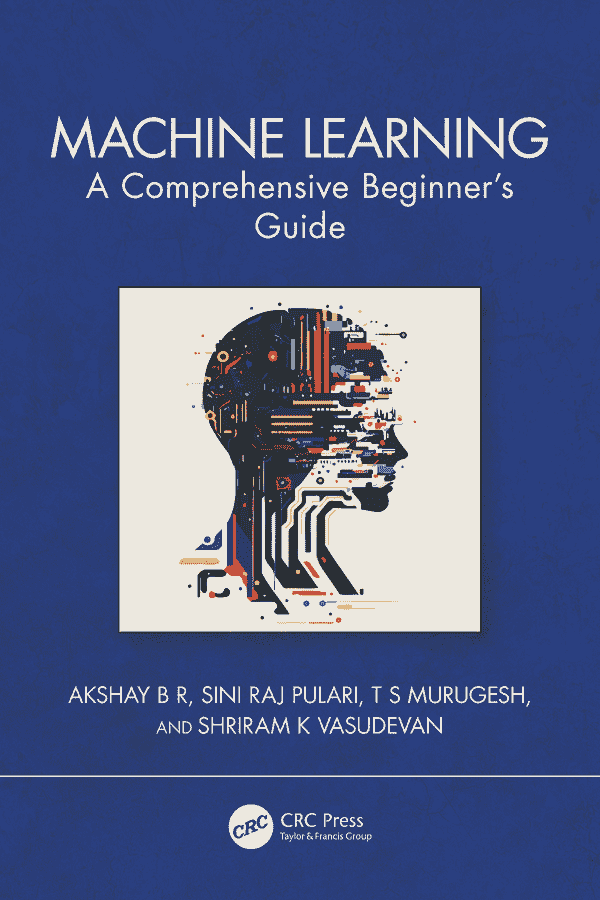 MACHINE LEARNING
A Comprehensive Beginner's
Guide
AKSHAY B R, SINI RAJ PULARI, T S MURUGESH,
AND SHRIRAM K VASUDEVAN
CRC CRC Press
Taylor & Francis Group